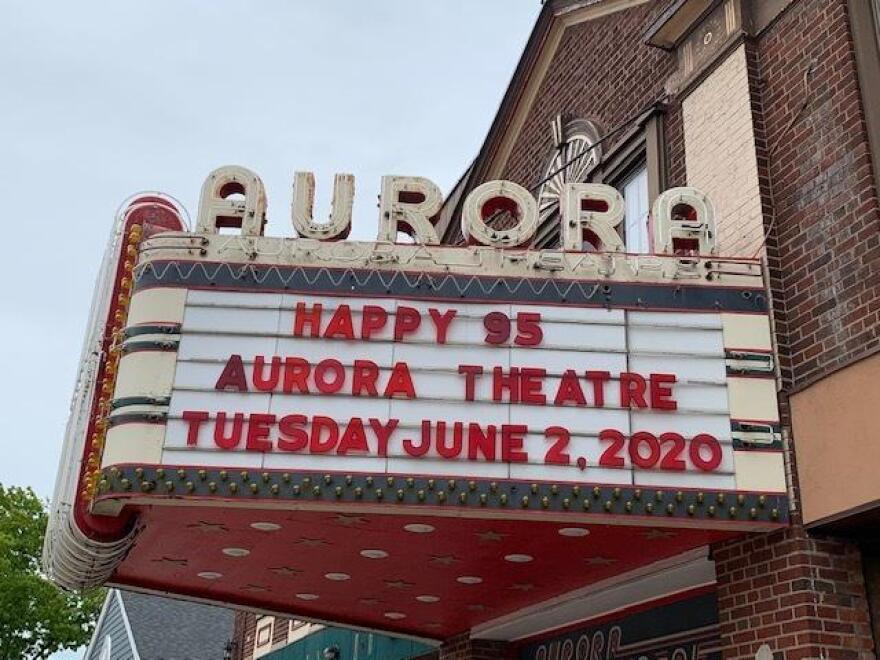 AURORA
AURORA THEATRE
HAPPY 95
AURORA THEATRE
TUESDAY JUNE 2, 2020
AURORA